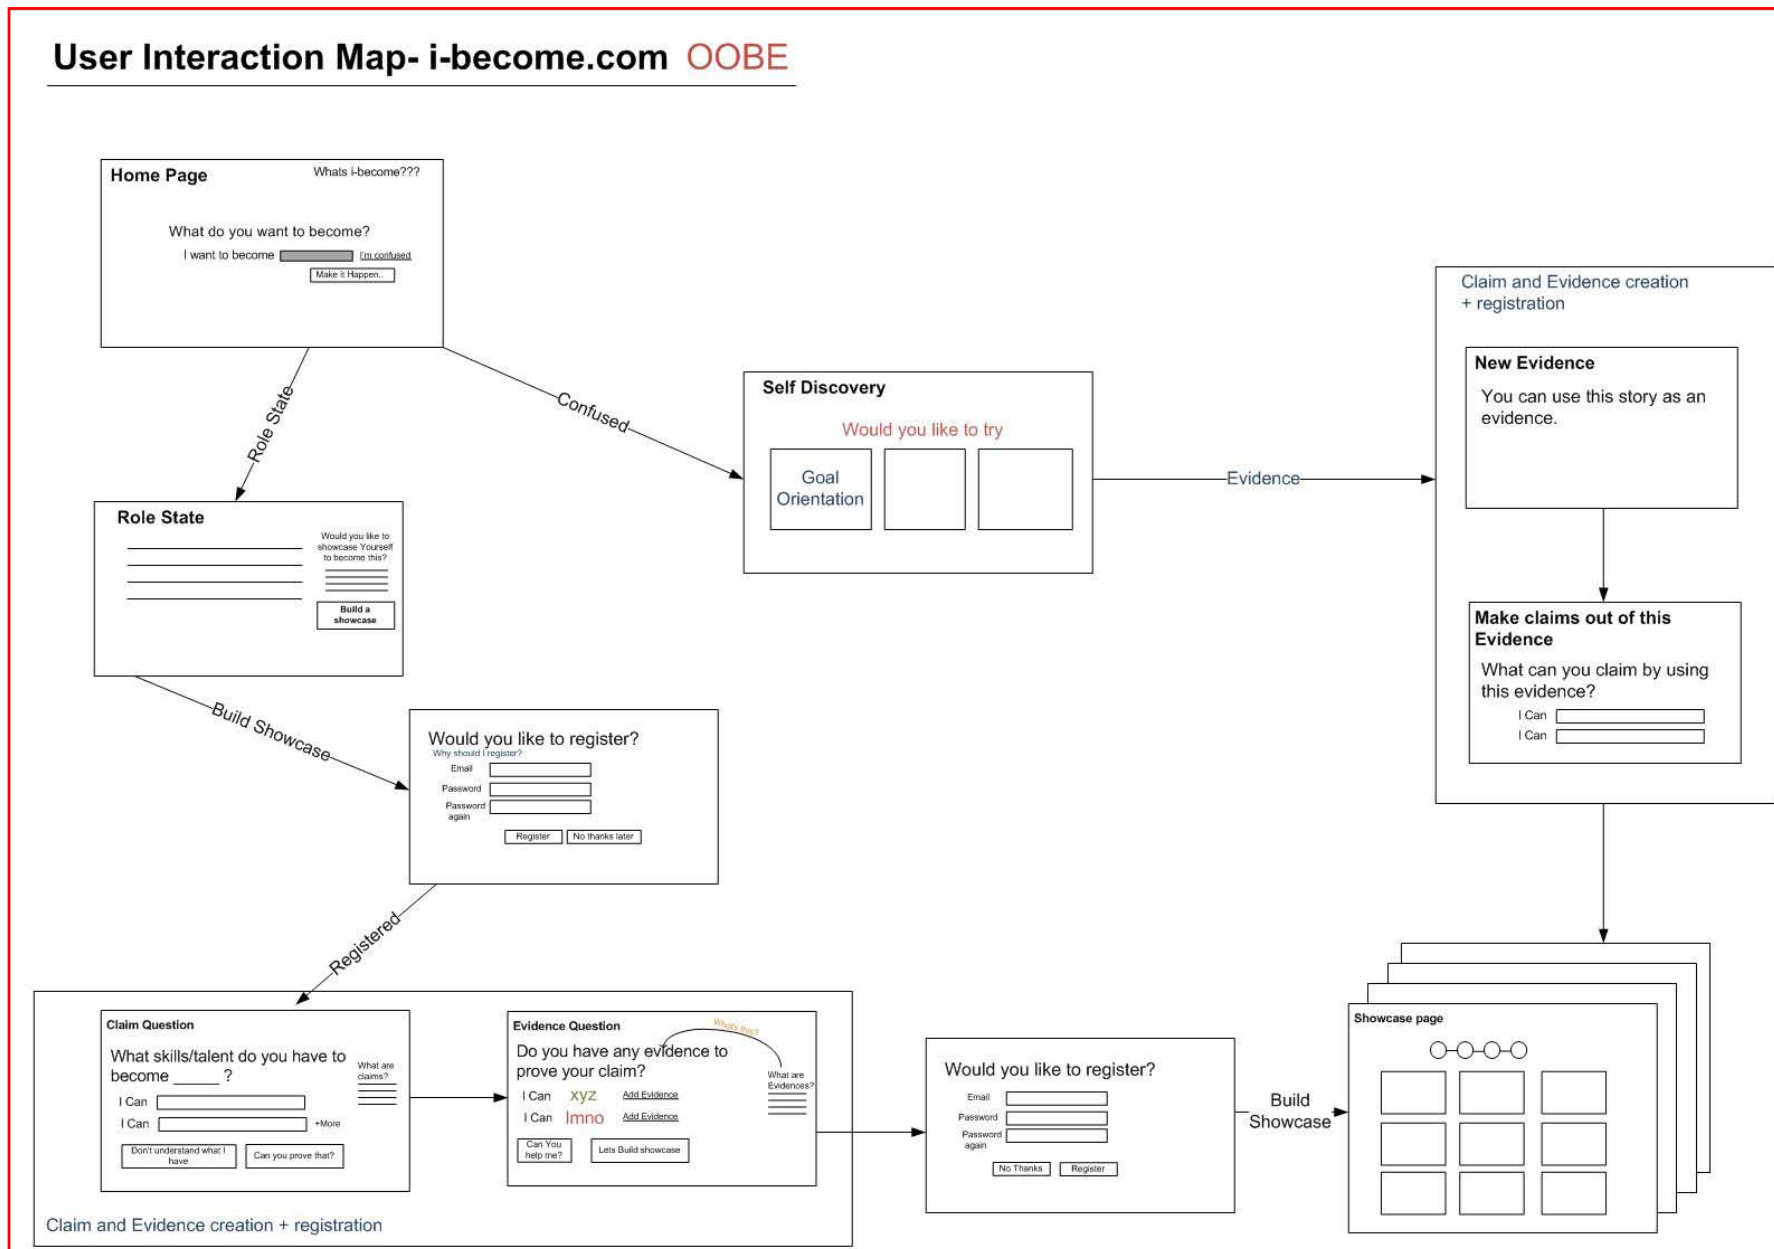 User Interaction Map- i-become.com OOBE
Home Page
Whats i-become???
What do you want to become?
I want to become
I'm confused
Make it Happen..
Role State
Confused
Role State
Would you like to
showcase Yourself
to become this?
Build a
showcase
Self Discovery
Would you like to try
Goal
Orientation
Evidence
Claim and Evidence creation
+ registration
New Evidence
You can use this story as an
evidence.
Make claims out of this
Evidence
What can you claim by using
this evidence?
I Can
I Can
Build Showcase
Would you like to register?
Why should I register?
Email
Password
Password
again
Register
No thanks later
Registered
Claim Question
What skills/talent do you have to
become _____ ?
What are
claims?
I Can
I Can
+More
Don't understand what I
have
Can you prove that?
Evidence Question
Whats this?
Do you have any evidence to
prove your claim?
What are
Evidences?
I Can xyz Add Evidence
I Can lmno Add Evidence
Can You
help me?
Lets Build showcase
Claim and Evidence creation + registration
Would you like to register?
Email
Password
Password
again
No Thanks
Register
Build
Showcase
Showcase page